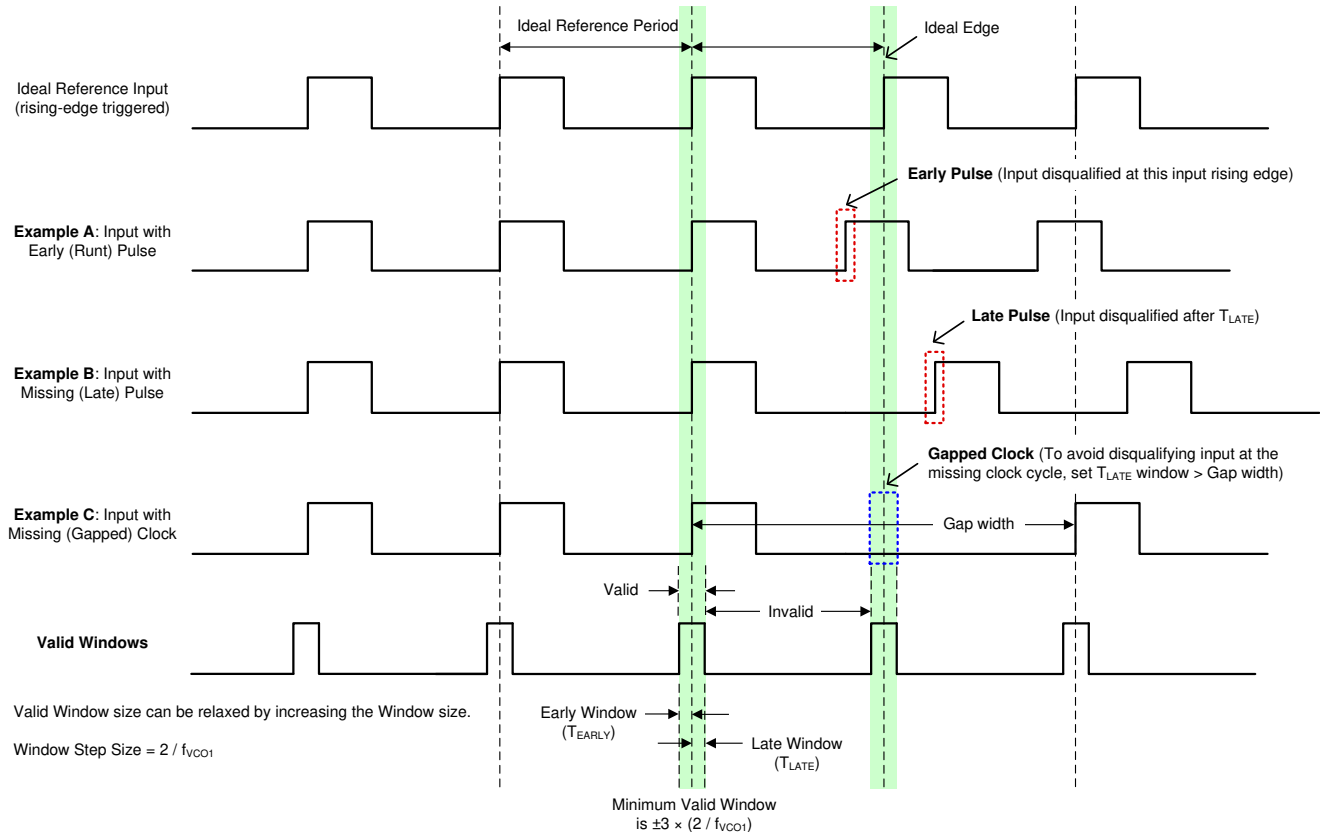 Ideal Reference Period
Ideal Edge
Ideal Reference Input
(rising-edge triggered)
Early Pulse (Input disqualified at this input rising edge)
Example A: Input with
Early (Runt) Pulse
Late Pulse (Input disqualified after TLATE)
Example B: Input with
Missing (Late) Pulse
Gapped Clock (To avoid disqualifying input at the
missing clock cycle, set TLATE window > Gap width)
Example C: Input with
Missing (Gapped) Clock
Gap width
Valid
Invalid
Valid Windows
Valid Window size can be relaxed by increasing the Window size.
Window Step Size = 2 / fVCO1
Early Window
(TEARLY)
Late Window
(TLATE)
Minimum Valid Window
is ±3 × (2 / fVCO1)